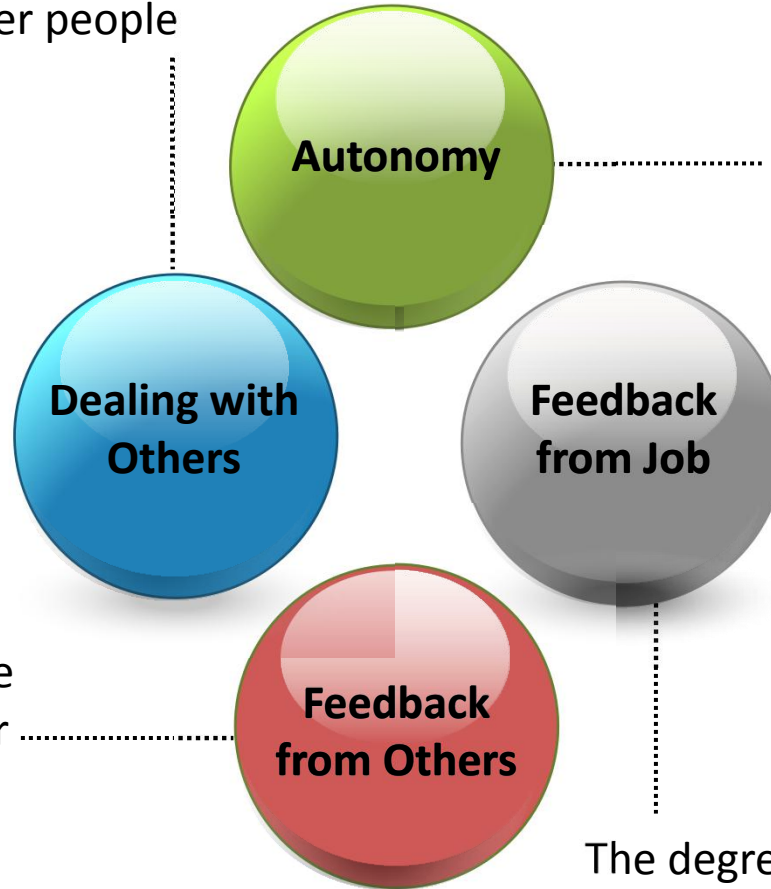 er people
Autonomy
Dealing with
Others
Feedback
from Job
e
r
Feedback
from Others
The degre